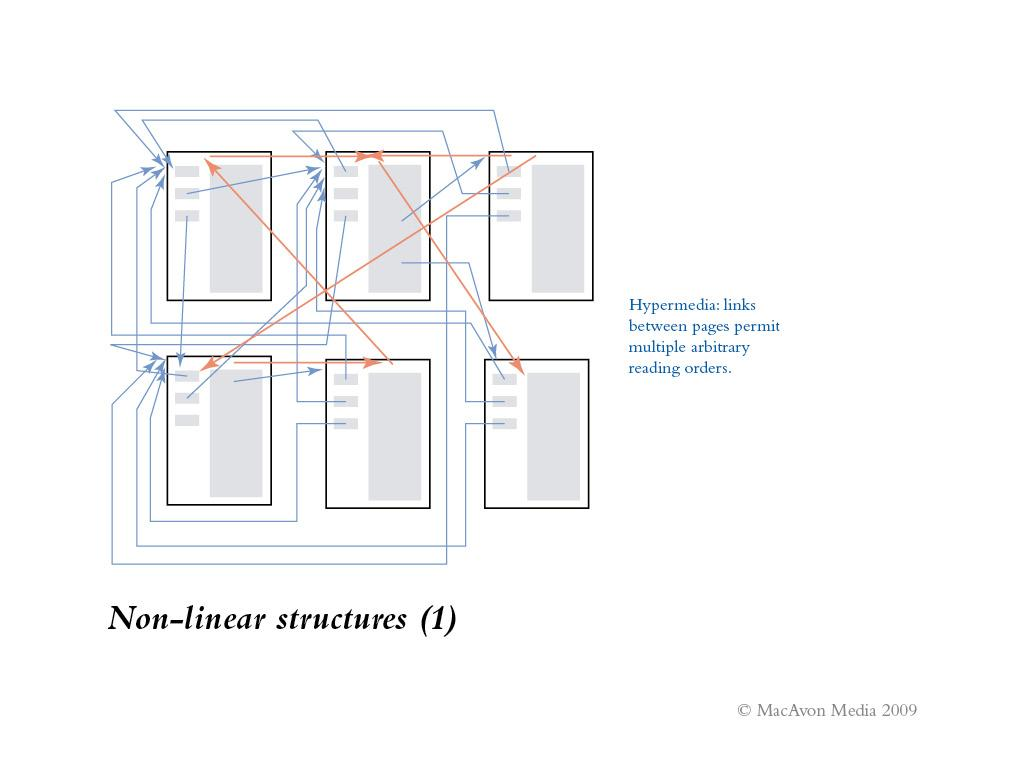 Hypermedia: links
between pages permit
multiple arbitrary
reading orders.
Non-linear structures (1)
© MacAvon Media 2009